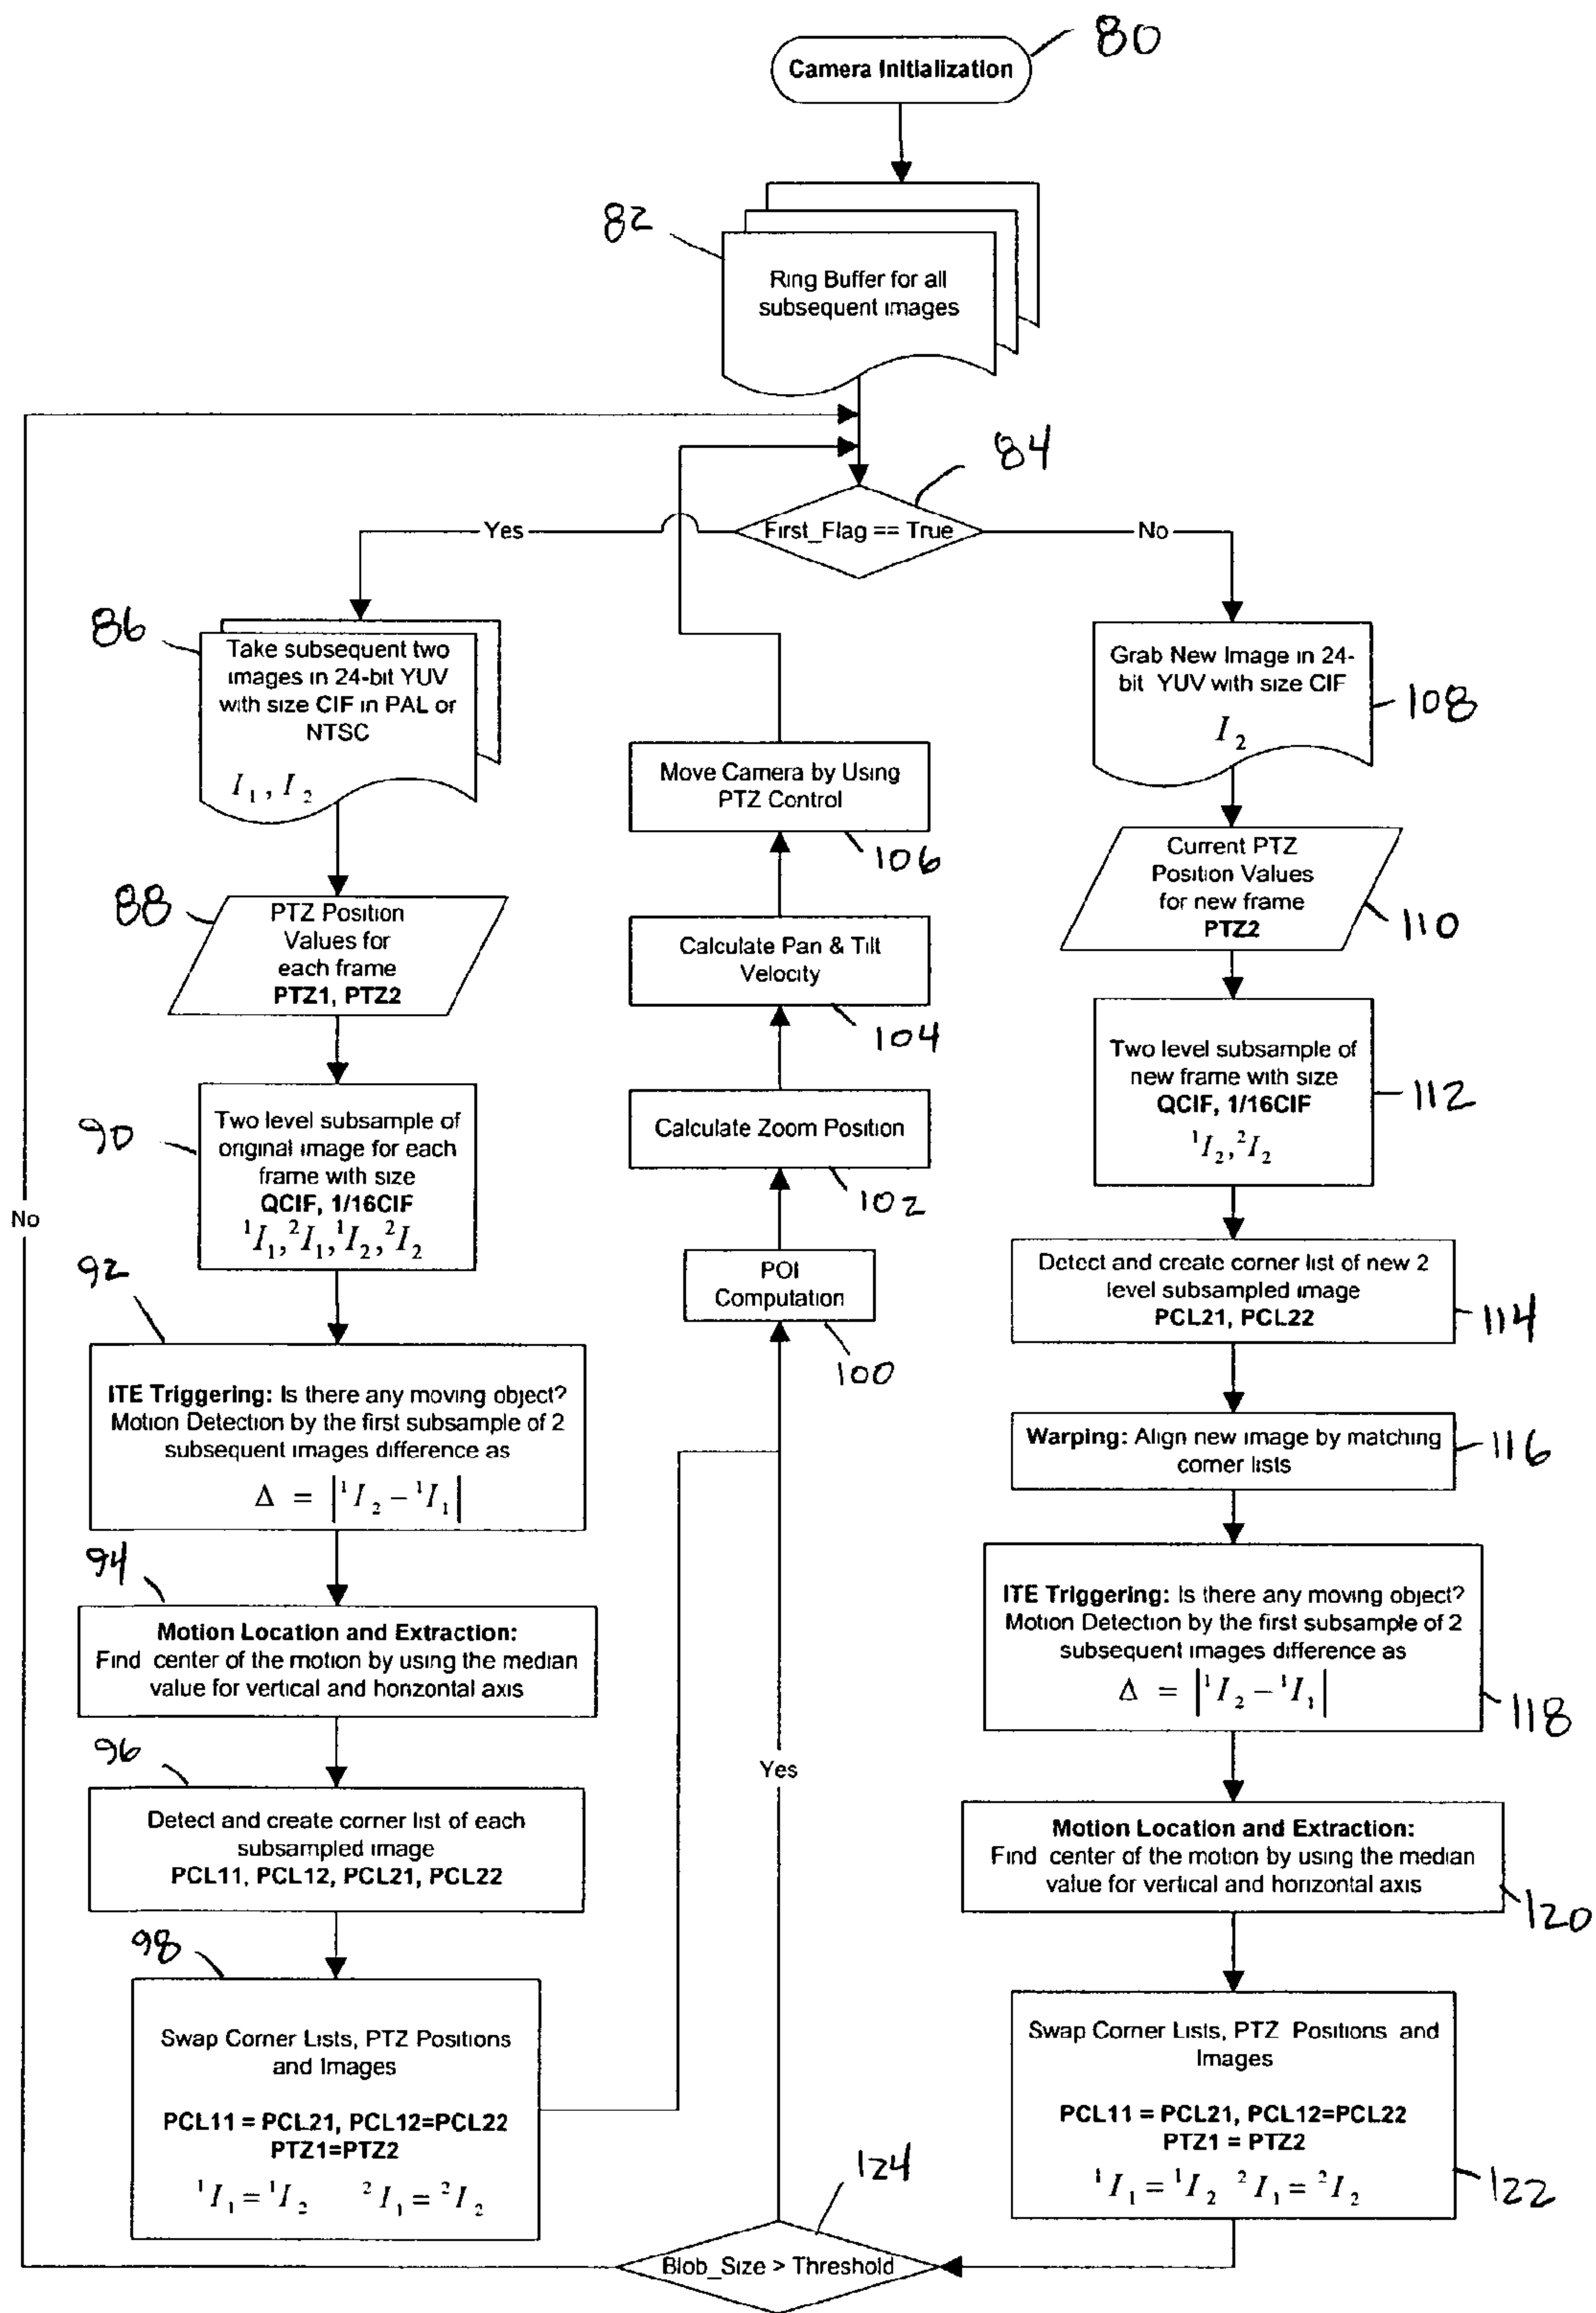 80
Camera Initialization
82
Ring Buffer for all
subsequent images
84
First_Flag == True
Yes
No
86
Take subsequent two
images in 24-bit YUV
with size CIF in PAL or
NTSC
I₁, I₂
88
PTZ Position
Values for
each frame
PTZ1, PTZ2
90
Two level subsample of
original image for each
frame with size
QCIF, 1/16CIF
¹I₁, ²I₁, ¹I₂, ²I₂
92
ITE Triggering: Is there any moving object?
Motion Detection by the first subsample of 2
subsequent images difference as
Δ = |¹I₂ – ¹I₁|
94
Motion Location and Extraction:
Find center of the motion by using the median
value for vertical and horizontal axis
96
Detect and create corner list of each
subsampled image
PCL11, PCL12, PCL21, PCL22
98
Swap Corner Lists, PTZ Positions
and Images
PCL11 = PCL21, PCL12=PCL22
PTZ1=PTZ2
¹I₁ = ¹I₂ ²I₁ = ²I₂
No
Move Camera by Using
PTZ Control
106
Calculate Pan & Tilt
Velocity
104
Calculate Zoom Position
102
POI
Computation
100
Yes
Grab New Image in 24-
bit YUV with size CIF
I₂
108
Current PTZ
Position Values
for new frame
PTZ2
110
Two level subsample of
new frame with size
QCIF, 1/16CIF
¹I₂, ²I₂
112
Detect and create corner list of new 2
level subsampled image
PCL21, PCL22
114
Warping: Align new image by matching
corner lists
116
ITE Triggering: Is there any moving object?
Motion Detection by the first subsample of 2
subsequent images difference as
Δ = |¹I₂ – ¹I₁|
118
Motion Location and Extraction:
Find center of the motion by using the median
value for vertical and horizontal axis
120
Swap Corner Lists, PTZ Positions and
Images
PCL11 = PCL21, PCL12=PCL22
PTZ1 = PTZ2
¹I₁ = ¹I₂ ²I₁ = ²I₂
122
124
Blob_Size > Threshold